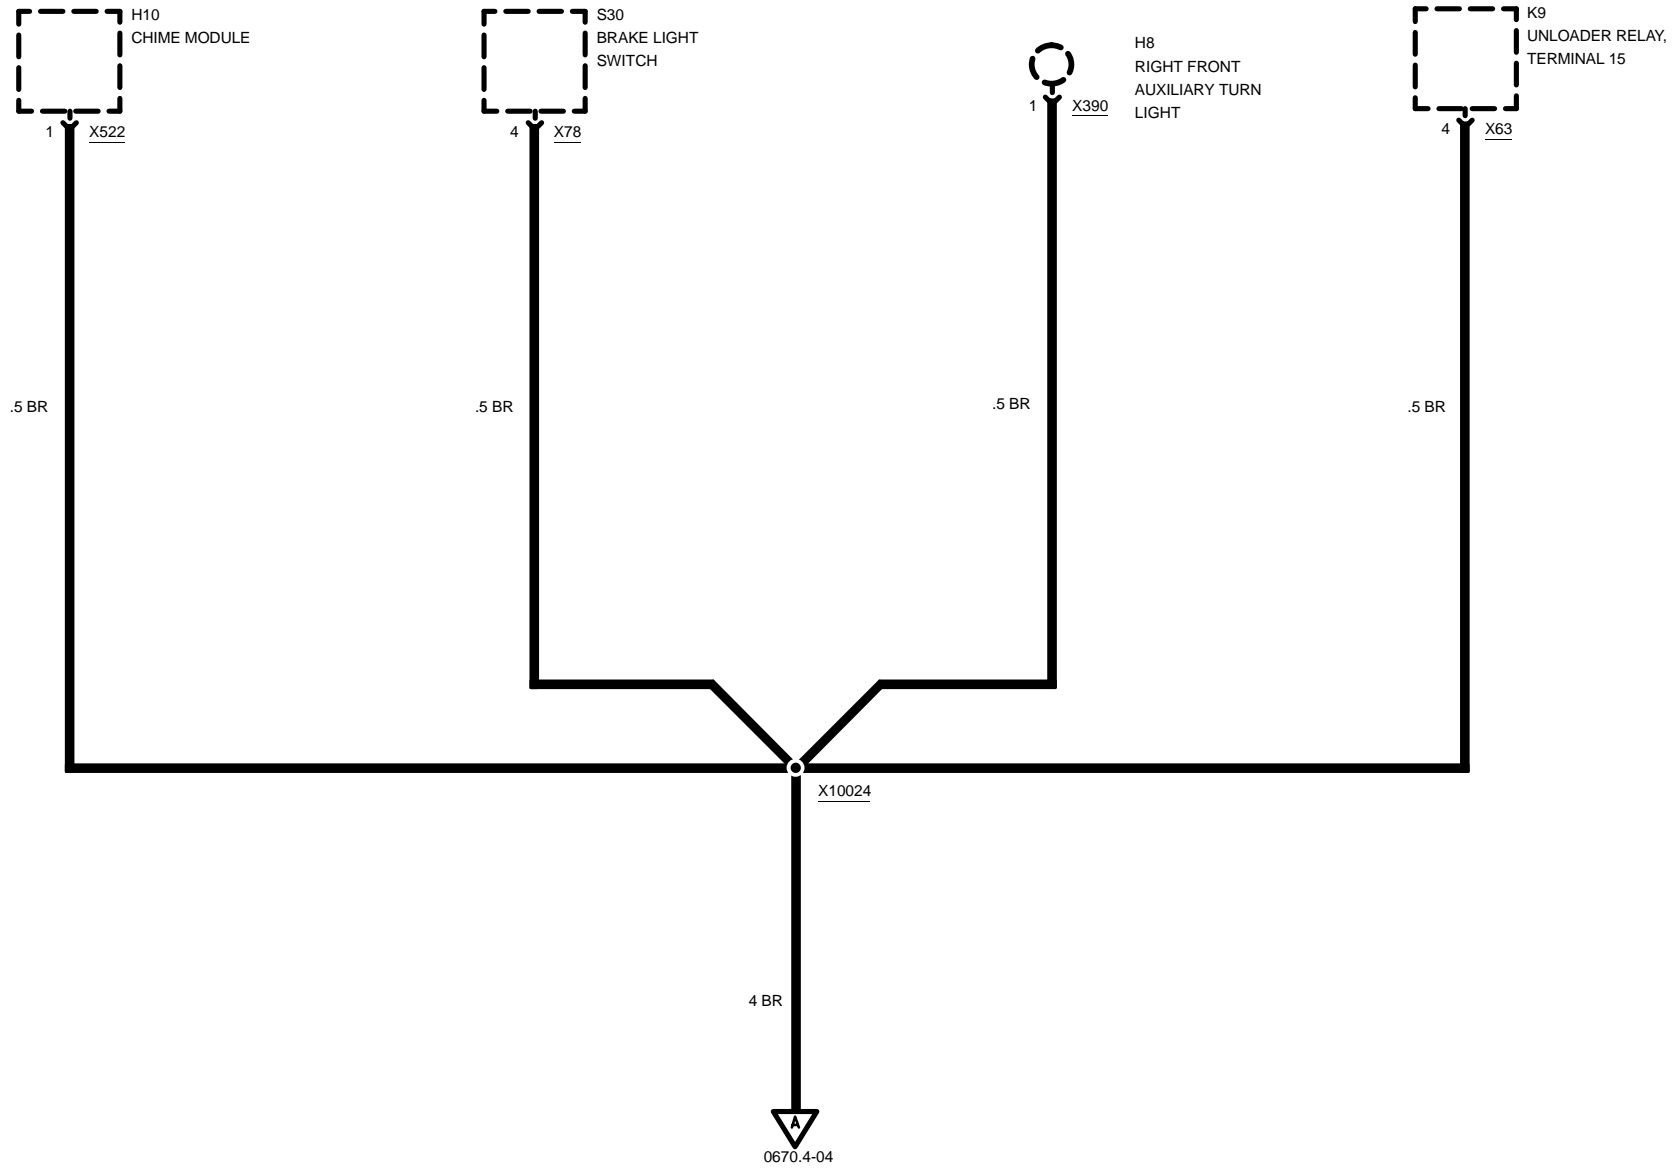 H10
CHIME MODULE
1
X522
S30
BRAKE LIGHT
SWITCH
4
X78
H8
RIGHT FRONT
AUXILIARY TURN
LIGHT
1
X390
K9
UNLOADER RELAY,
TERMINAL 15
4
X63
.5 BR
.5 BR
.5 BR
.5 BR
X10024
4 BR
A
0670.4-04